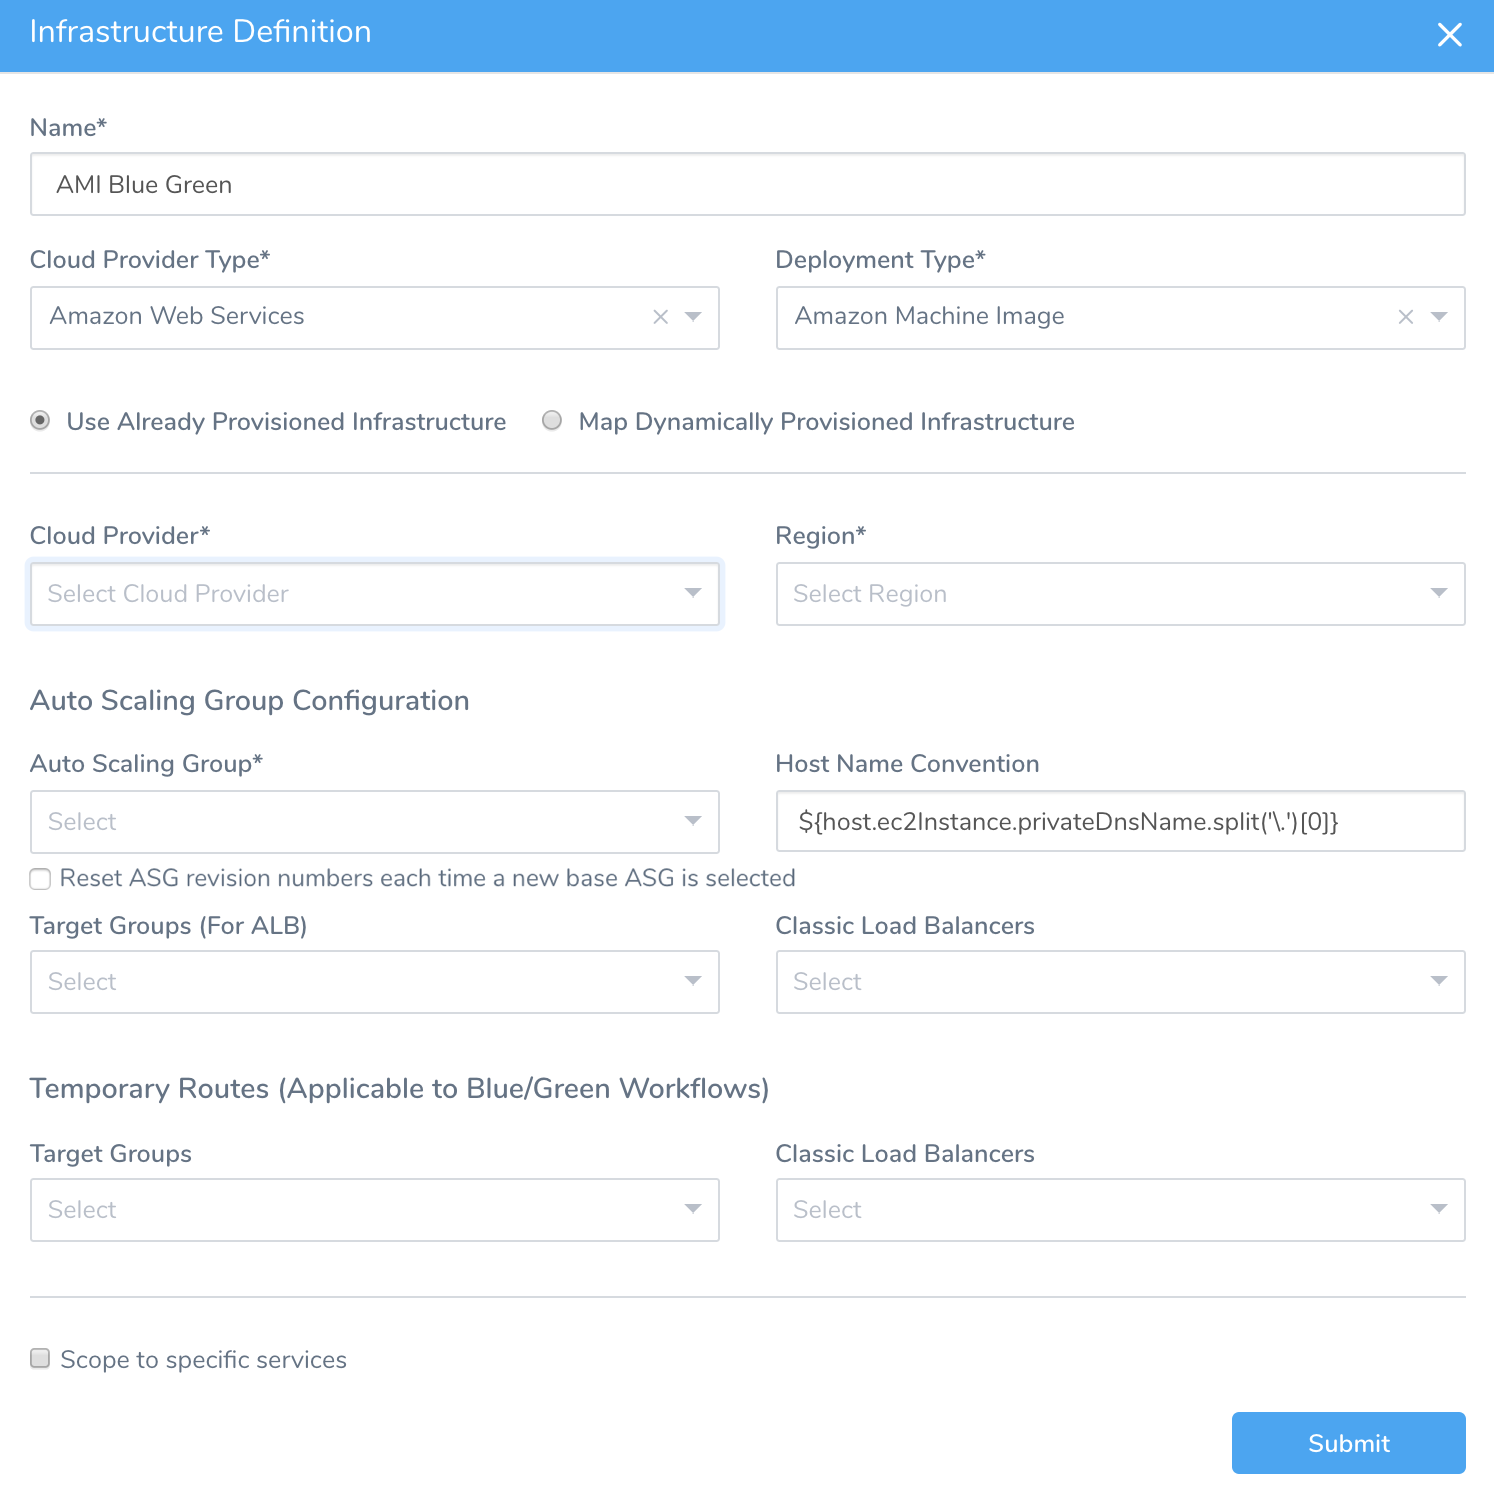 Infrastructure Definition
Name*
AMI Blue Green
Cloud Provider Type*
Deployment Type*
Amazon Web Services
Amazon Machine Image
Use Already Provisioned Infrastructure
Map Dynamically Provisioned Infrastructure
Cloud Provider*
Region*
Select Cloud Provider
Select Region
Auto Scaling Group Configuration
Auto Scaling Group*
Host Name Convention
Select
${host.ec2Instance.privateDnsName.split('\.')[0]}
Reset ASG revision numbers each time a new base ASG is selected
Target Groups (For ALB)
Classic Load Balancers
Select
Select
Temporary Routes (Applicable to Blue/Green Workflows)
Target Groups
Classic Load Balancers
Select
Select
Scope to specific services
Submit